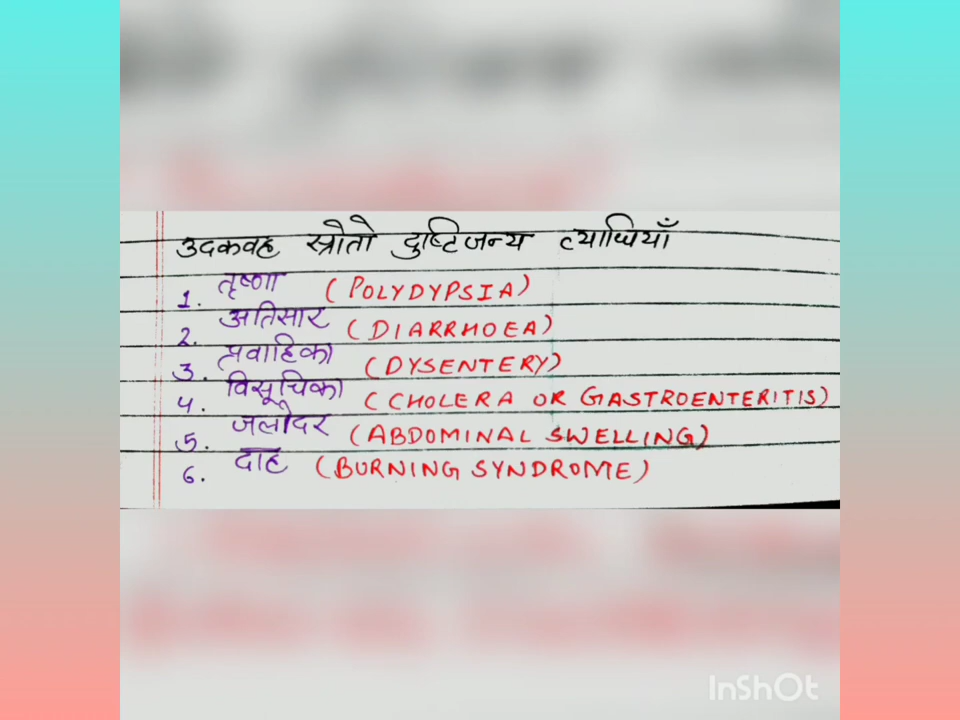 उदकवह स्रोतो दुष्टिजन्य व्याधियाँ
1. तृष्णा (POLYDYPSIA)
2. अतिसार (DIARRHOEA)
3. प्रवाहिका (DYSENTERY)
4. विसूचिका (CHOLERA OR GASTROENTERITIS)
5. जलोदर (ABDOMINAL SWELLING)
6. दाह (BURNING SYNDROME)
InShOt